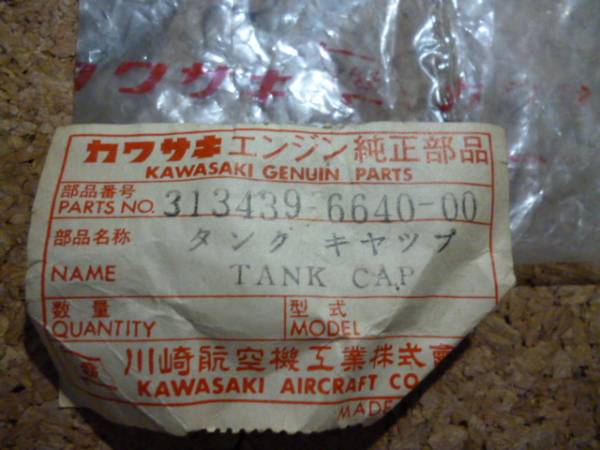 カワサキ
カワサキエンジン純正部品
KAWASAKI GENUIN PARTS
部品番号
PARTS NO. 313439-6640-00
部品名称 タンク キヤツプ
NAME TANK CAP
数量 型式
QUANTITY MODEL
川崎航空機工業株式會
KAWASAKI AIRCRAFT CO
MADE